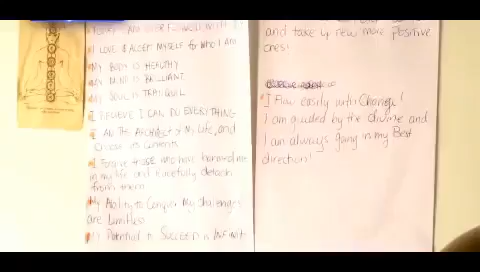 I LOVE & ACCEPT MYSELF for who I am
MY BODY is HEALTHY
MY MIND is BRILLIANT
MY SOUL is TRANQUIL
I BELIEVE I CAN DO EVERYTHING
I AM THE Architect of My Life, and
Choose its contents
I Forgive those who have harmed me
in my life and peacefully detach
from them
My Ability to Conquer My challenges
are limitless
My Potential to Succeed is infinite
and take up new more positive
ones!
I Flow easily with Change!
I am guided by the divine and
I am always going in my Best
direction!